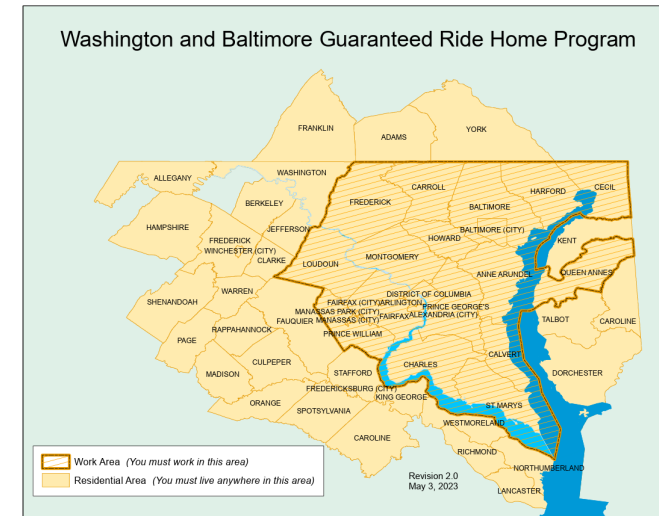 Washington and Baltimore Guaranteed Ride Home Program
FRANKLIN
ADAMS
YORK
ALLEGANY
WASHINGTON
CARROLL
BALTIMORE
HARFORD
CECIL
BERKELEY
FREDERICK
HAMPSHIRE
JEFFERSON
BALTIMORE (CITY)
HOWARD
KENT
FREDERICK
WINCHESTER (CITY)
CLARKE
LOUDOUN
MONTGOMERY
ANNE ARUNDEL
QUEEN ANNES
WARREN
DISTRICT OF COLUMBIA
SHENANDOAH
FAIRFAX (CITY)
ARLINGTON
PRINCE GEORGE'S
MANASSAS PARK (CITY)
FAIRFAX
ALEXANDRIA (CITY)
MANASSAS (CITY)
FAUQUIER
TALBOT
CAROLINE
RAPPAHANNOCK
PRINCE WILLIAM
PAGE
CALVERT
CULPEPER
CHARLES
MADISON
STAFFORD
DORCHESTER
FREDERICKSBURG (CITY)
KING GEORGE
ORANGE
SPOTSYLVANIA
ST MARYS
WESTMORELAND
CAROLINE
RICHMOND
NORTHUMBERLAND
LANCASTER
Work Area (You must work in this area)
Residential Area (You must live anywhere in this area)
Revision 2.0
May 3, 2023